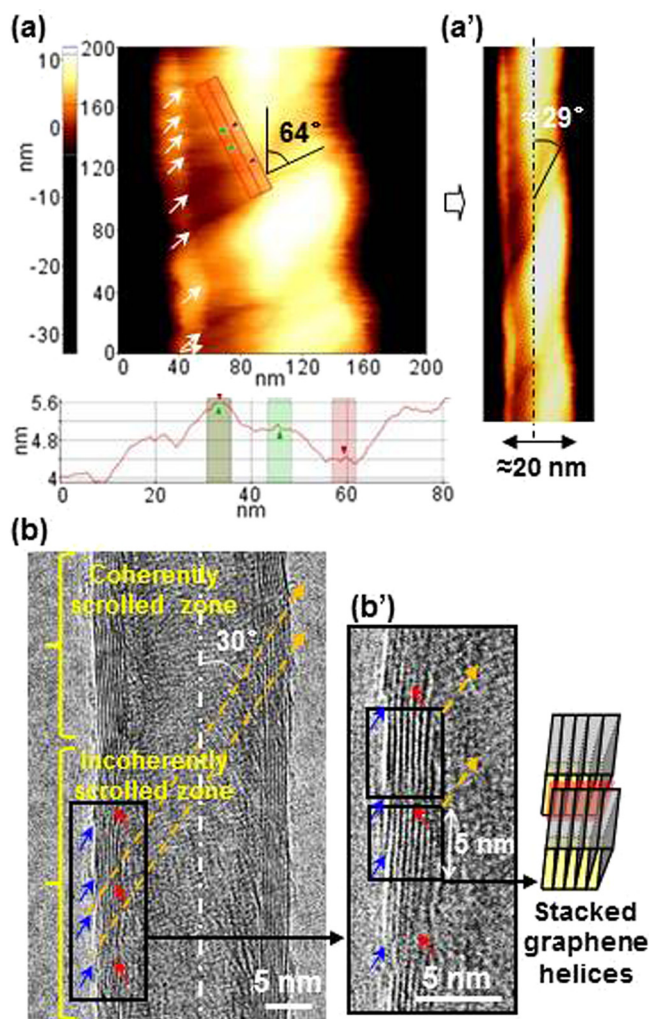 (a)
(a')
10
0
-10
-20
-30
nm
200
160
120
80
40
0
64°
40 80 120 160 200
nm
≈29°
5.6
4.8
4
nm
0 20 40 60 80
nm
≈20 nm
(b)
Coherently
scrolled zone
30°
(b')
Incoherently
scrolled zone
5 nm
5 nm
5 nm
Stacked
graphene
helices